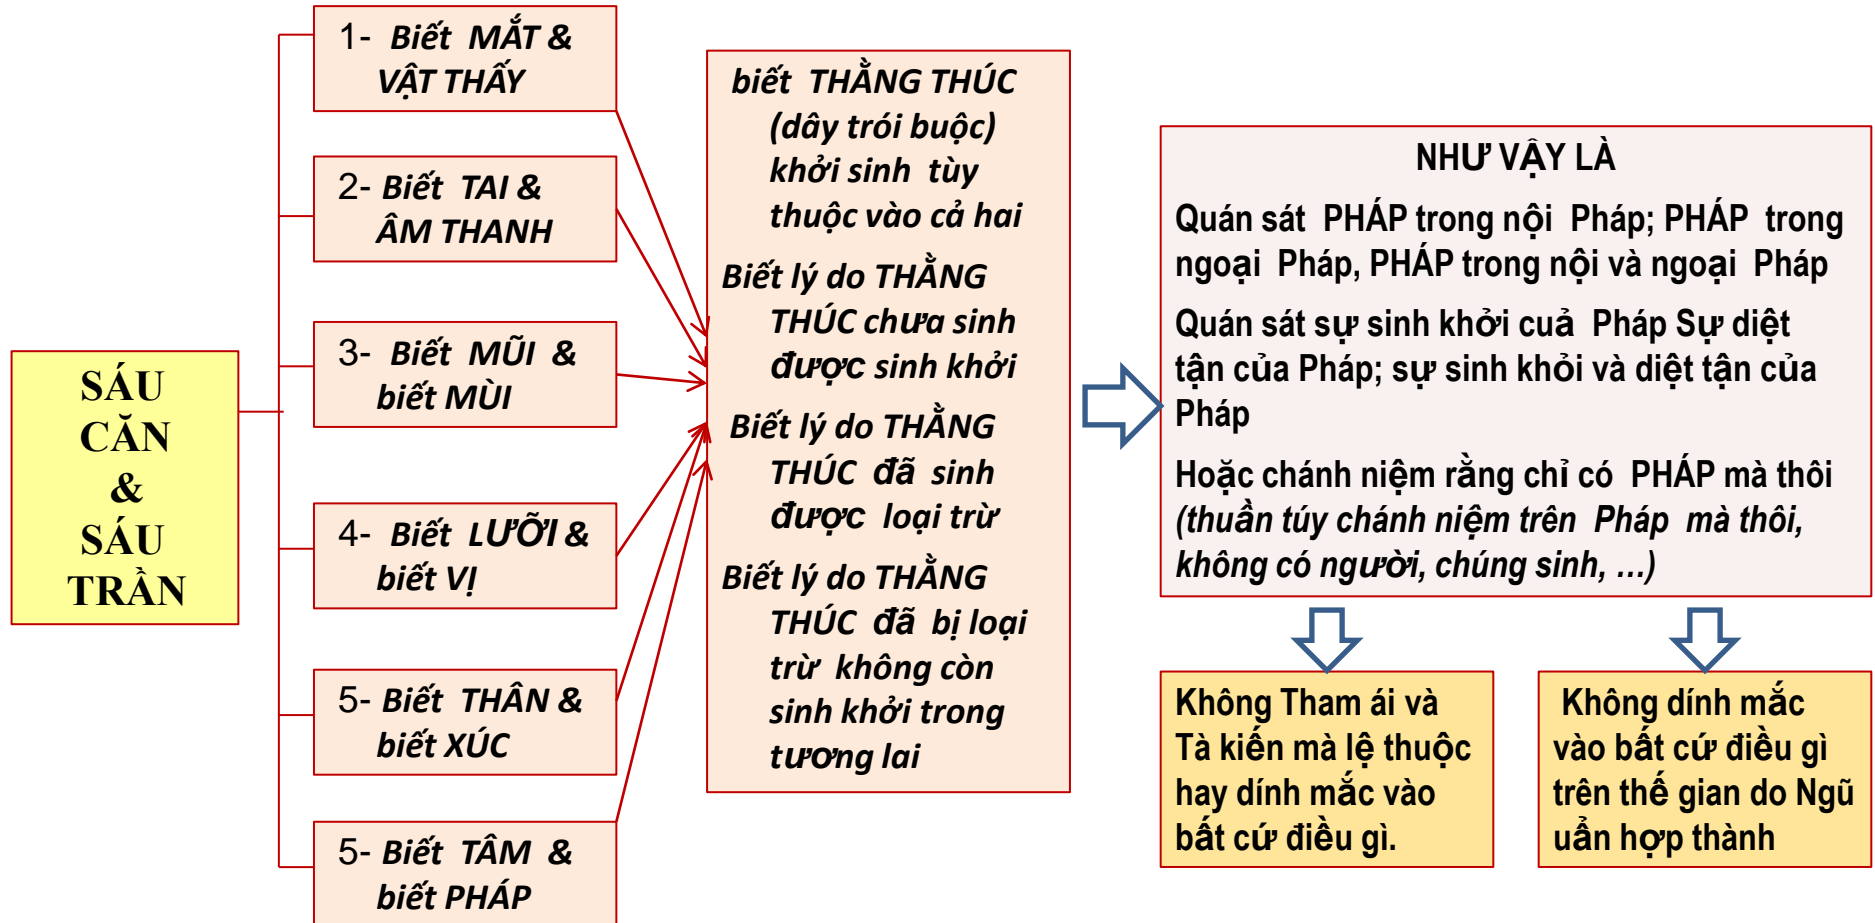 SÁU
CĂN
&
SÁU
TRẦN
1- Biết MẮT &
VẬT THẤY
2- Biết TAI &
ÂM THANH
3- Biết MŨI &
biết MÙI
4- Biết LƯỠI &
biết VỊ
5- Biết THÂN &
biết XÚC
5- Biết TÂM &
biết PHÁP
biết THẰNG THÚC
(dây trói buộc)
khởi sinh tùy
thuộc vào cả hai
Biết lý do THẰNG
THÚC chưa sinh
được sinh khởi
Biết lý do THẰNG
THÚC đã sinh
được loại trừ
Biết lý do THẰNG
THÚC đã bị loại
trừ không còn
sinh khởi trong
tương lai
NHƯ VẬY LÀ
Quán sát PHÁP trong nội Pháp; PHÁP trong
ngoại Pháp, PHÁP trong nội và ngoại Pháp
Quán sát sự sinh khởi cuả Pháp Sự diệt
tận của Pháp; sự sinh khỏi và diệt tận của
Pháp
Hoặc chánh niệm rằng chỉ có PHÁP mà thôi
(thuần túy chánh niệm trên Pháp mà thôi,
không có người, chúng sinh, ...)
Không Tham ái và
Tà kiến mà lệ thuộc
hay dính mắc vào
bất cứ điều gì.
Không dính mắc
vào bất cứ điều gì
trên thế gian do Ngũ
uẩn hợp thành